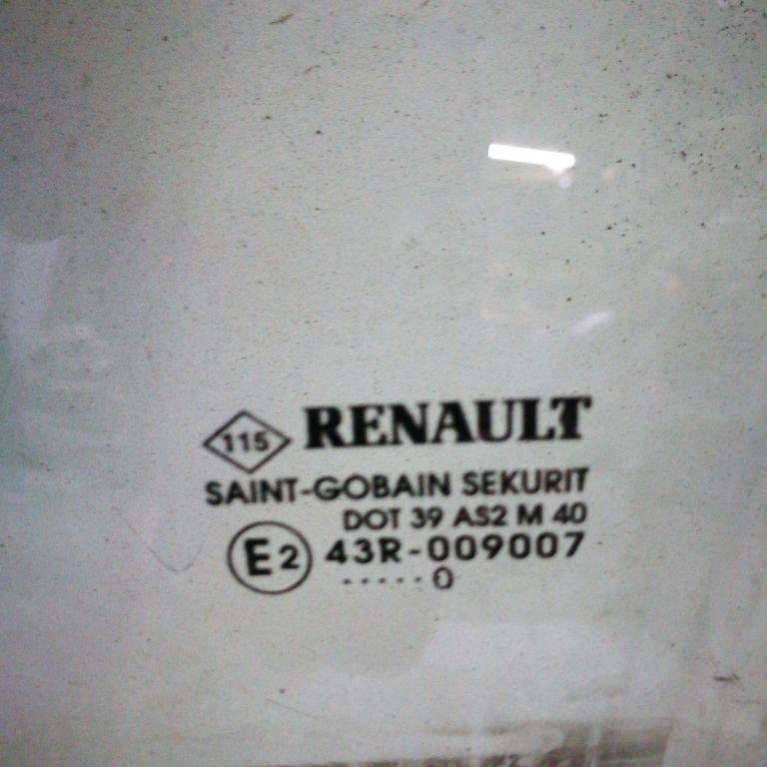 115 RENAULT
SAINT-GOBAIN SEKURIT
DOT 39 AS2 M 40
E2 43R-009007
.....0